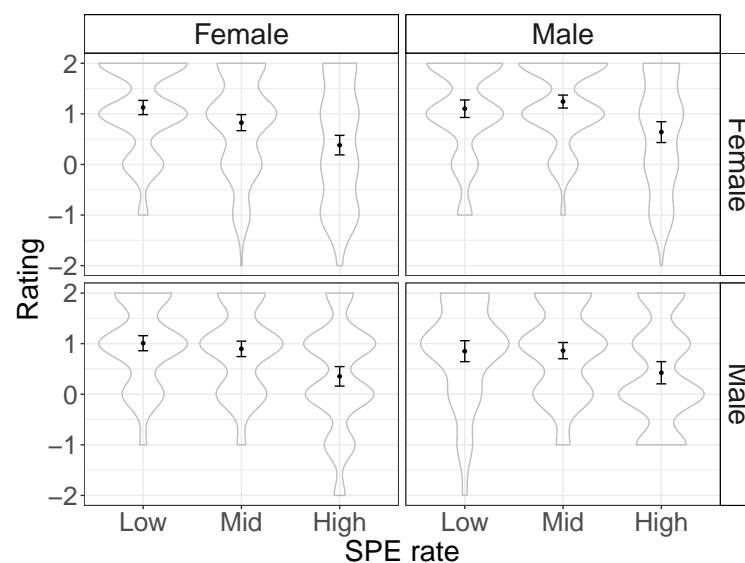 Female Male
2
1
0
−1
−2
Female
2
1
0
−1
−2
Male
Rating
Low Mid High Low Mid High
SPE rate